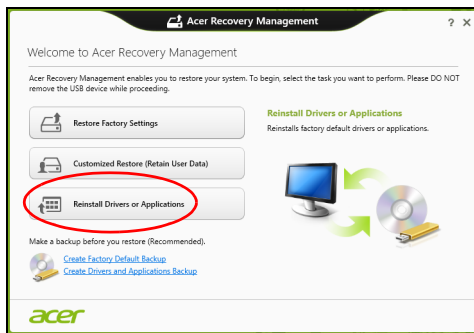 Acer Recovery Management
? X
Welcome to Acer Recovery Management
Acer Recovery Management enables you to restore your system. To begin, select the task you want to perform. Please DO NOT
remove the USB device while proceeding.
Restore Factory Settings
Customized Restore (Retain User Data)
Reinstall Drivers or Applications
Reinstall Drivers or Applications
Reinstalls factory default drivers or applications.
Make a backup before you restore (Recommended).
Create Factory Default Backup
Create Drivers and Applications Backup
acer